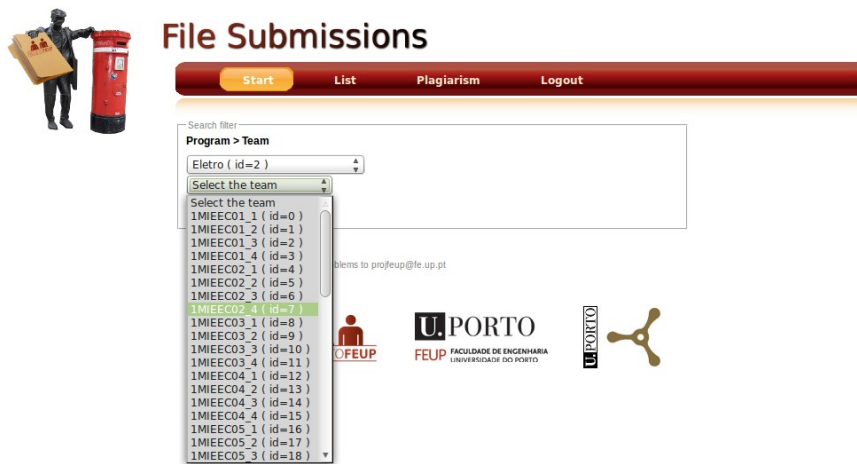 File Submissions
Start List Plagiarism Logout
Search filter
Program > Team
Eletro ( id=2 )
Select the team
Select the team
1MIEEC01_1 ( id=0 )
1MIEEC01_2 ( id=1 )
1MIEEC01_3 ( id=2 )
1MIEEC01_4 ( id=3 )
1MIEEC02_1 ( id=4 )
1MIEEC02_2 ( id=5 )
1MIEEC02_3 ( id=6 )
1MIEEC02_4 ( id=7 )
1MIEEC03_1 ( id=8 )
1MIEEC03_2 ( id=9 )
1MIEEC03_3 ( id=10 )
1MIEEC03_4 ( id=11 )
1MIEEC04_1 ( id=12 )
1MIEEC04_2 ( id=13 )
1MIEEC04_3 ( id=14 )
1MIEEC04_4 ( id=15 )
1MIEEC05_1 ( id=16 )
1MIEEC05_2 ( id=17 )
1MIEEC05_3 ( id=18 )
blems to projfeup@fe.up.pt
OFEUP
U.PORTO
FEUP FACULDADE DE ENGENHARIA
UNIVERSIDADE DO PORTO
U.PORTO